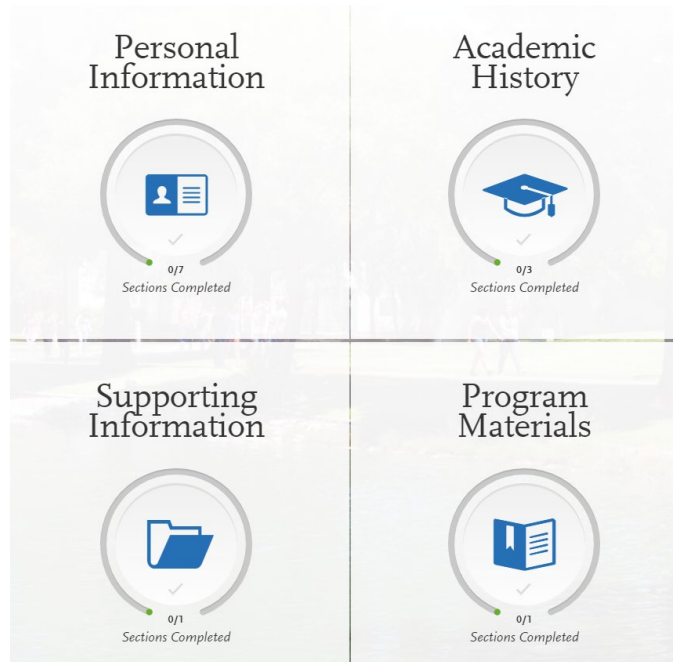 Personal
Information
0/7
Sections Completed
Academic
History
0/3
Sections Completed
Supporting
Information
0/1
Sections Completed
Program
Materials
0/1
Sections Completed